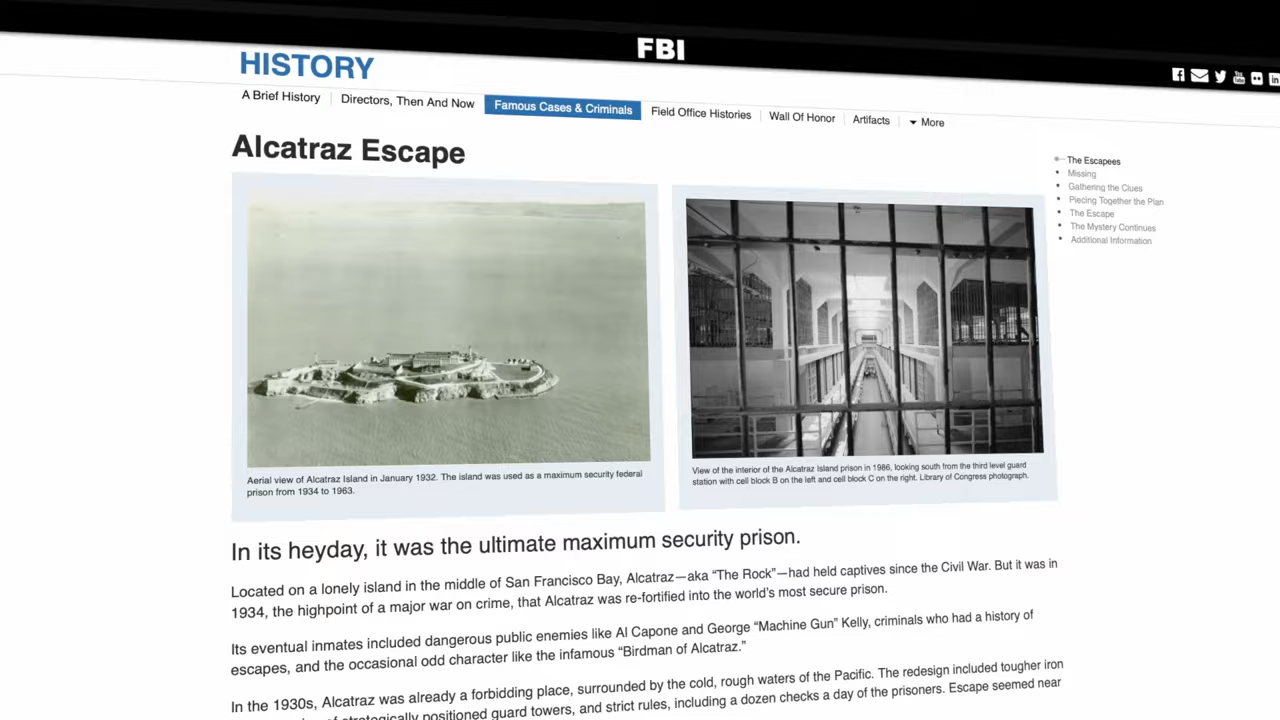 FBI
HISTORY
A Brief History
Directors, Then And Now
Famous Cases & Criminals
Field Office Histories
Wall Of Honor
Artifacts
More
Alcatraz Escape
The Escapees
Missing
Gathering the Clues
Piecing Together the Plan
The Escape
The Mystery Continues
Additional Information
Aerial view of Alcatraz Island in January 1932. The island was used as a maximum security federal
prison from 1934 to 1963.
View of the interior of the Alcatraz Island prison in 1986, looking south from the third level guard
station with cell block B on the left and cell block C on the right. Library of Congress photograph.
In its heyday, it was the ultimate maximum security prison.
Located on a lonely island in the middle of San Francisco Bay, Alcatraz—aka “The Rock”—had held captives since the Civil War. But it was in
1934, the highpoint of a major war on crime, that Alcatraz was re-fortified into the world’s most secure prison.
Its eventual inmates included dangerous public enemies like Al Capone and George “Machine Gun” Kelly, criminals who had a history of
escapes, and the occasional odd character like the infamous “Birdman of Alcatraz.”
In the 1930s, Alcatraz was already a forbidding place, surrounded by the cold, rough waters of the Pacific. The redesign included tougher iron
of strategically positioned guard towers, and strict rules, including a dozen checks a day of the prisoners. Escape seemed near